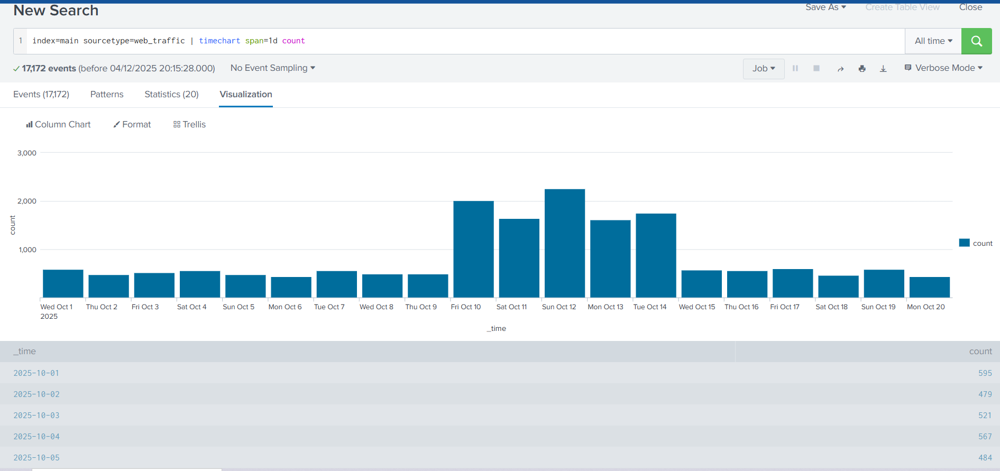 New Search
Save As
Create Table View
Close
1
index=main sourcetype=web_traffic | timechart span=1d count
All time
17,172 events (before 04/12/2025 20:15:28.000)
No Event Sampling
Job
Verbose Mode
Events (17,172)
Patterns
Statistics (20)
Visualization
Column Chart
Format
Trellis
3,000
2,000
1,000
count
Wed Oct 1
2025
Thu Oct 2
Fri Oct 3
Sat Oct 4
Sun Oct 5
Mon Oct 6
Tue Oct 7
Wed Oct 8
Thu Oct 9
Fri Oct 10
Sat Oct 11
Sun Oct 12
Mon Oct 13
Tue Oct 14
Wed Oct 15
Thu Oct 16
Fri Oct 17
Sat Oct 18
Sun Oct 19
Mon Oct 20
_time
count
_time count
2025-10-01 595
2025-10-02 479
2025-10-03 521
2025-10-04 567
2025-10-05 484